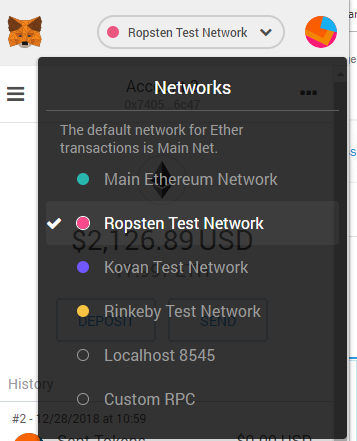 Ropsten Test Network
Networks
0x7405...6c47
The default network for Ether
transactions is Main Net.
Main Ethereum Network
Ropsten Test Network
$2,126.89 USD
Kovan Test Network
Rinkeby Test Network
DEPOSIT
SEND
Localhost 8545
History
Custom RPC
#2 - 12/28/2018 at 10:59
Sent Tokens
$0.00 USD